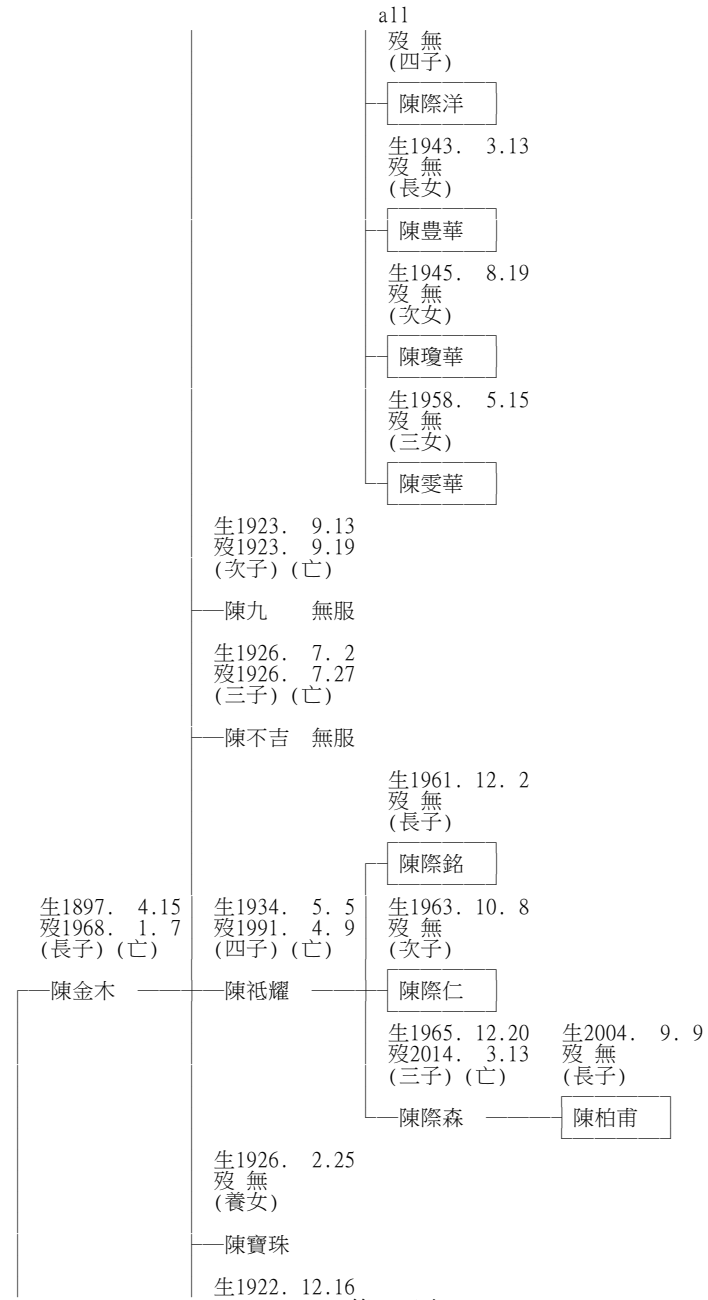 all
歿 無
(四子)
陳際洋
生1943. 3.13
歿 無
(長女)
陳豊華
生1945. 8.19
歿 無
(次女)
陳瓊華
生1958. 5.15
歿 無
(三女)
陳雯華
生1923. 9.13
歿1923. 9.19
(次子)(亡)
陳九 無服
生1926. 7. 2
歿1926. 7.27
(三子)(亡)
陳不吉 無服
生1961. 12. 2
歿 無
(長子)
陳際銘
生1897. 4.15 生1934. 5. 5 生1963. 10. 8
歿1968. 1. 7 歿1991. 4. 9 歿 無
(長子)(亡) (四子)(亡) (次子)
陳金木 陳祗耀 陳際仁
生1965. 12.20 生2004. 9. 9
歿2014. 3.13 歿 無
(三子)(亡) (長子)
陳際森 陳柏甫
生1926. 2.25
歿 無
(養女)
陳寶珠
生1922. 12.16